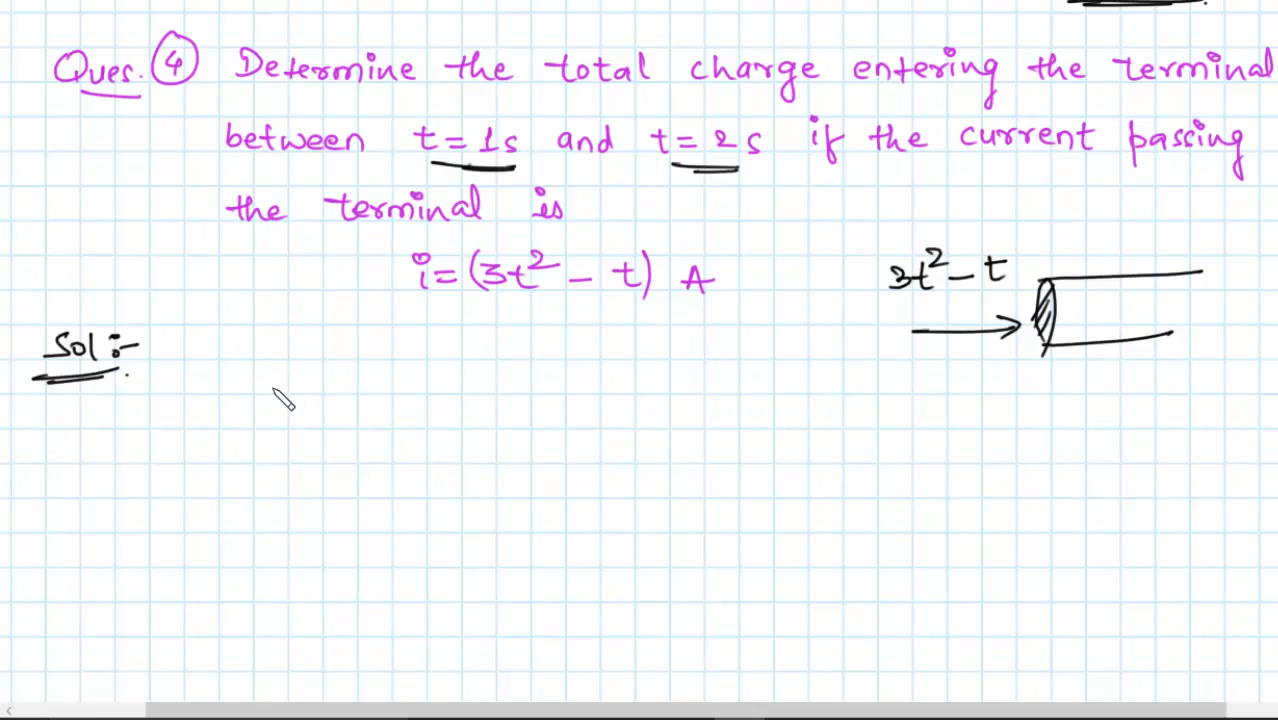 Ques. ④ Determine the total charge entering the terminal
between t = 1s and t = 2s if the current passing
the terminal is
i = (3t² − t) A
3t² − t
Sol :-